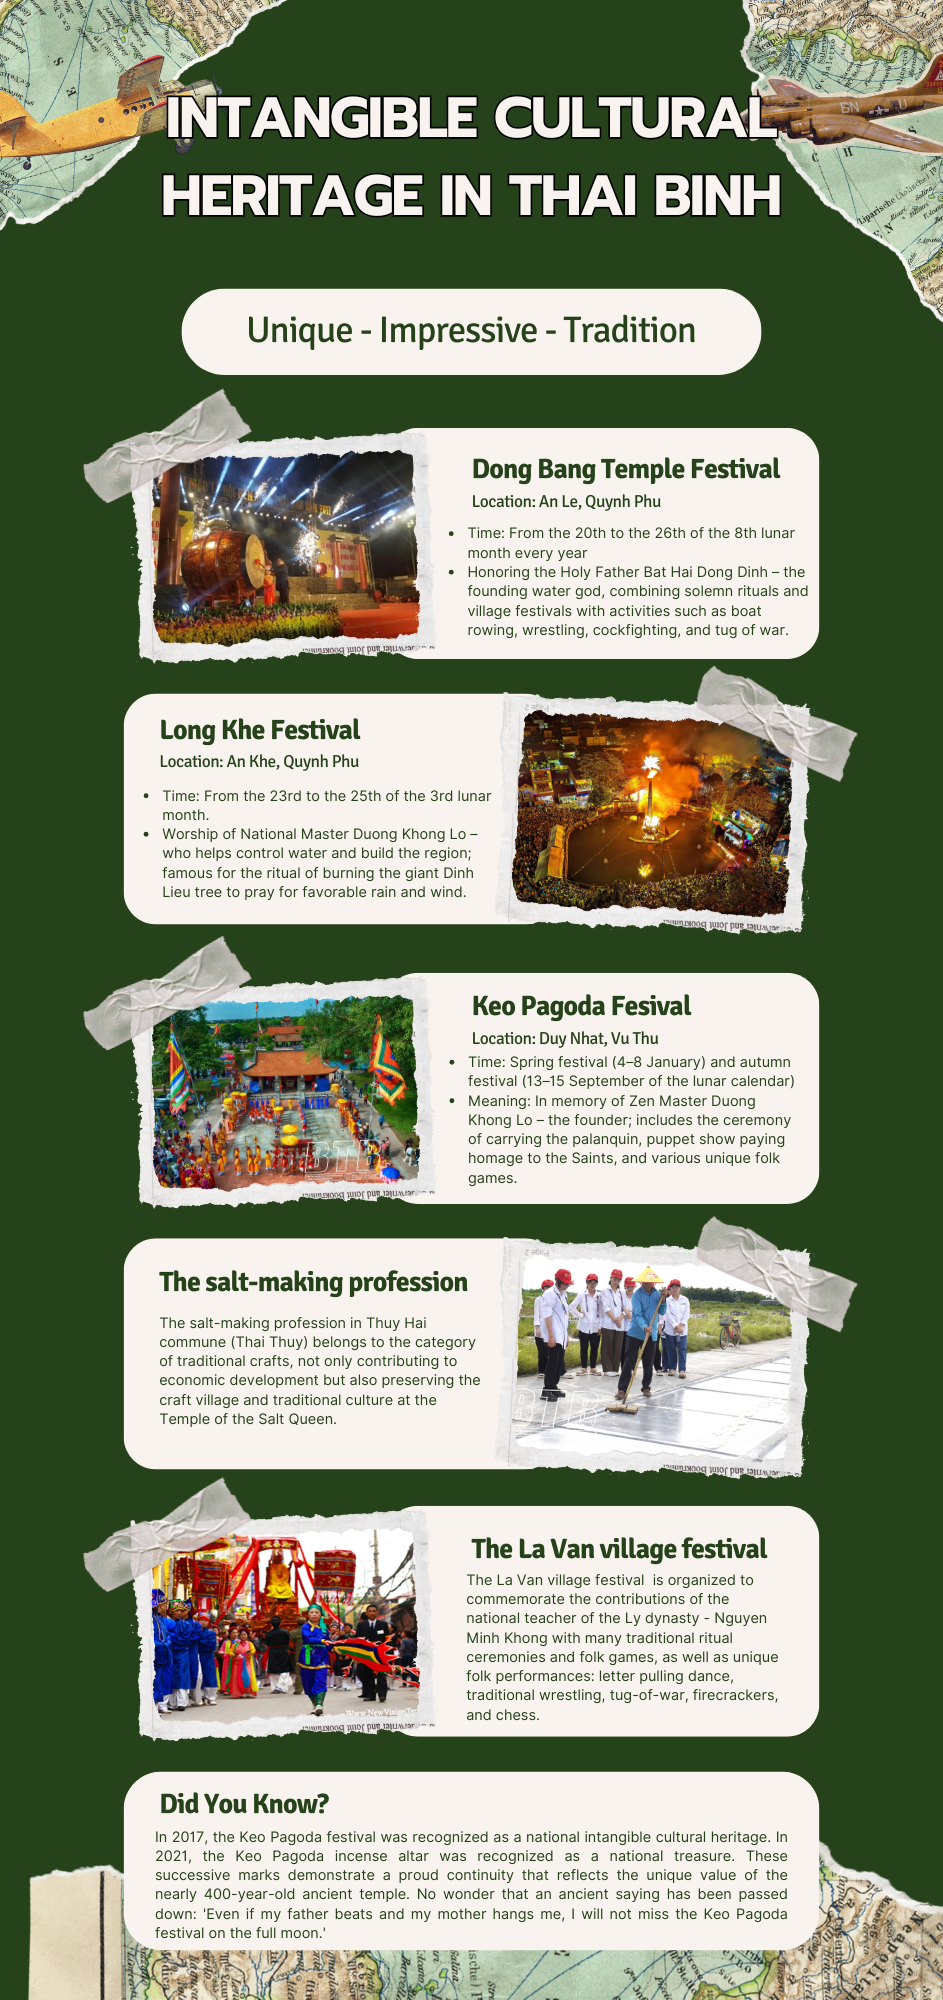 INTANGIBLE CULTURAL
HERITAGE IN THAI BINH
Unique - Impressive - Tradition
Dong Bang Temple Festival
Location: An Le, Quynh Phu
• Time: From the 20th to the 26th of the 8th lunar
month every year
• Honoring the Holy Father Bat Hai Dong Dinh – the
founding water god, combining solemn rituals and
village festivals with activities such as boat
rowing, wrestling, cockfighting, and tug of war.
Long Khe Festival
Location: An Khe, Quynh Phu
• Time: From the 23rd to the 25th of the 3rd lunar
month.
• Worship of National Master Duong Khong Lo –
who helps control water and build the region;
famous for the ritual of burning the giant Dinh
Lieu tree to pray for favorable rain and wind.
Keo Pagoda Fesival
Location: Duy Nhat, Vu Thu
• Time: Spring festival (4–8 January) and autumn
festival (13–15 September of the lunar calendar)
• Meaning: In memory of Zen Master Duong
Khong Lo – the founder; includes the ceremony
of carrying the palanquin, puppet show paying
homage to the Saints, and various unique folk
games.
BTB
The salt-making profession
The salt-making profession in Thuy Hai
commune (Thai Thuy) belongs to the category
of traditional crafts, not only contributing to
economic development but also preserving the
craft village and traditional culture at the
Temple of the Salt Queen.
The La Van village festival
The La Van village festival  is organized to
commemorate the contributions of the
national teacher of the Ly dynasty - Nguyen
Minh Khong with many traditional ritual
ceremonies and folk games, as well as unique
folk performances: letter pulling dance,
traditional wrestling, tug-of-war, firecrackers,
and chess.
Did You Know?
In 2017, the Keo Pagoda festival was recognized as a national intangible cultural heritage. In
2021, the Keo Pagoda incense altar was recognized as a national treasure. These
successive marks demonstrate a proud continuity that reflects the unique value of the
nearly 400-year-old ancient temple. No wonder that an ancient saying has been passed
down: 'Even if my father beats and my mother hangs me, I will not miss the Keo Pagoda
festival on the full moon.'